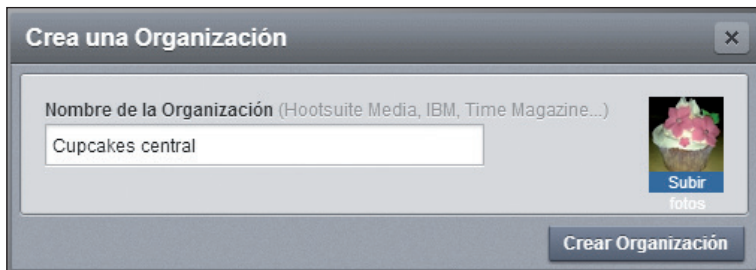 Crea una Organización
Nombre de la Organización (Hootsuite Media, IBM, Time Magazine...)
Cupcakes central
Subir
fotos
Crear Organización